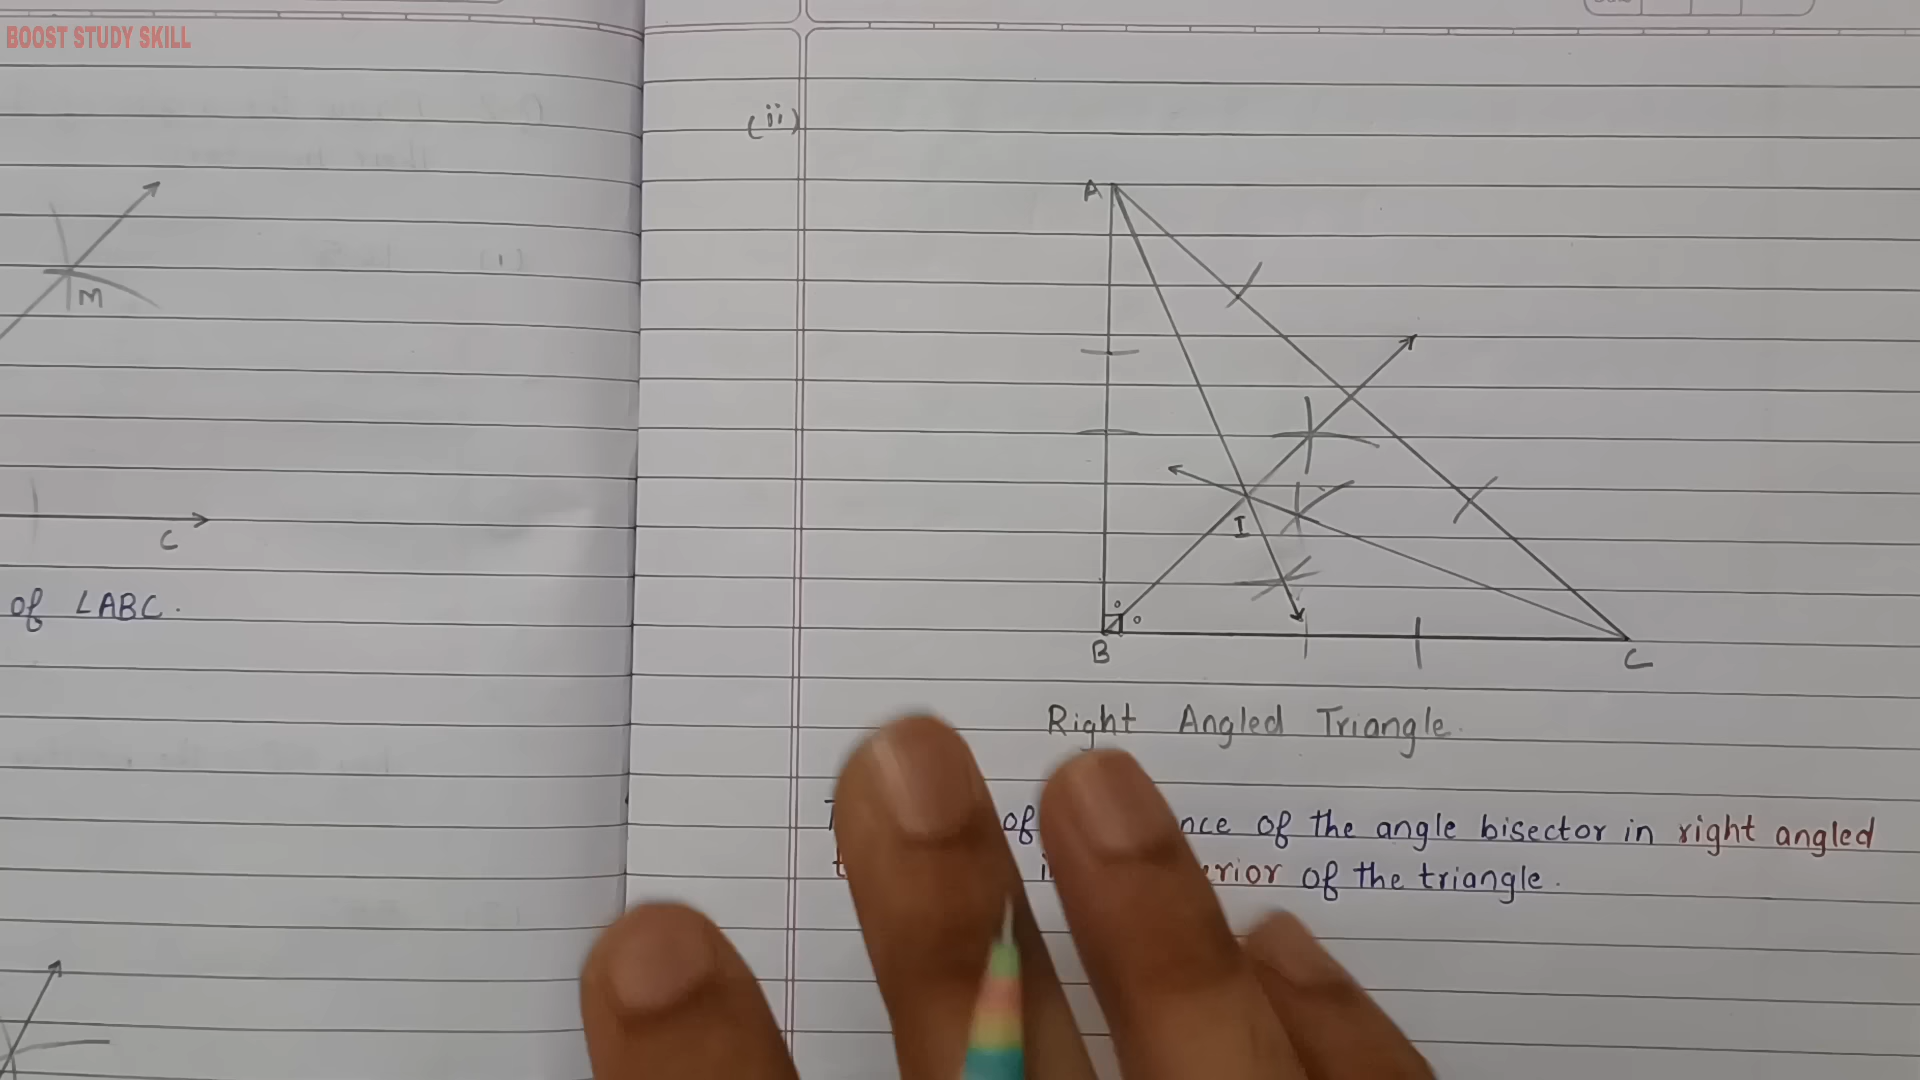 BOOST STUDY SKILL
M
C
of ∠ABC.
(ii)
A
I
B
C
Right Angled Triangle.
of nce of the angle bisector in right angled
erior of the triangle.